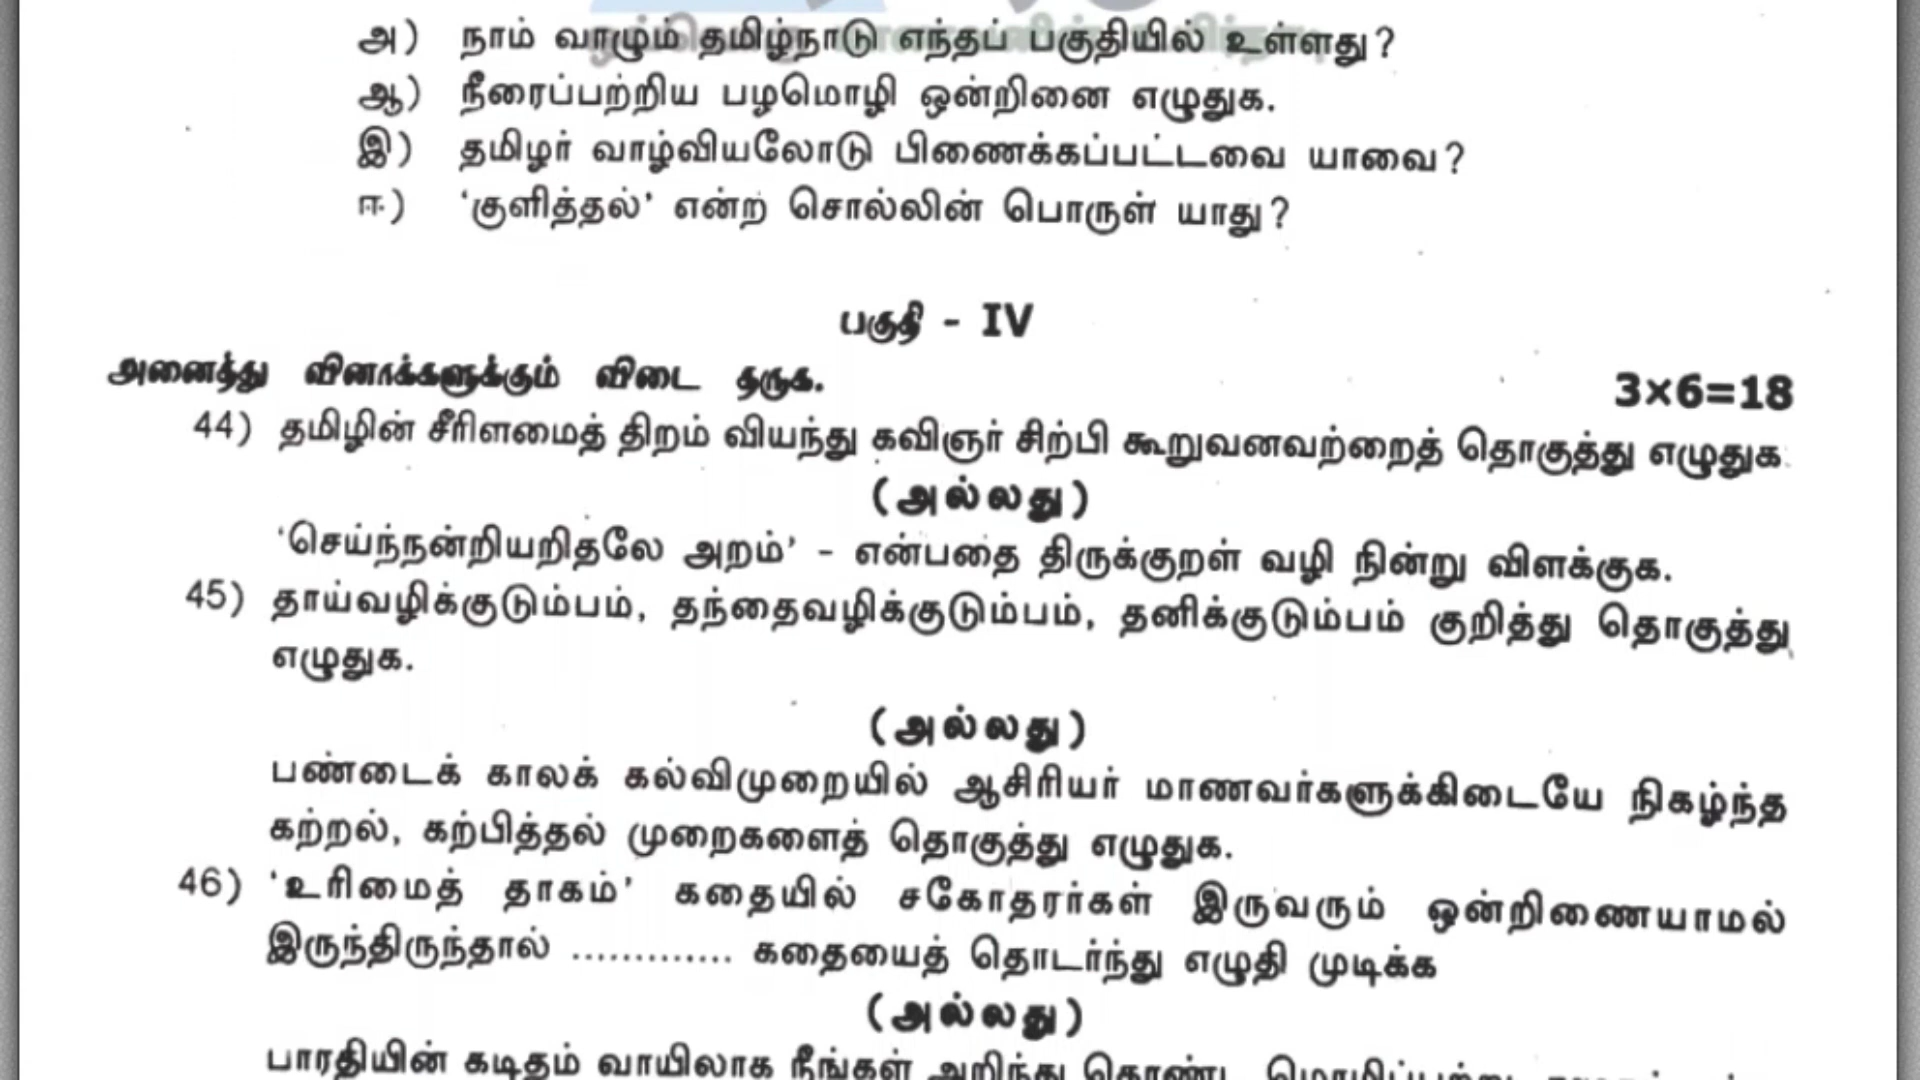 அ) நாம் வாழும் தமிழ்நாடு எந்தப் பகுதியில் உள்ளது?
ஆ) நீரைப்பற்றிய பழமொழி ஒன்றினை எழுதுக.
இ) தமிழர் வாழ்வியலோடு பிணைக்கப்பட்டவை யாவை?
ஈ) 'குளித்தல்' என்ற சொல்லின் பொருள் யாது?
பகுதி - IV
அனைத்து வினாக்களுக்கும் விடை தருக. 3×6=18
44) தமிழின் சீரிளமைத் திறம் வியந்து கவிஞர் சிற்பி கூறுவனவற்றைத் தொகுத்து எழுதுக.
(அல்லது)
'செய்ந்நன்றியறிதலே அறம்' - என்பதை திருக்குறள் வழி நின்று விளக்குக.
45) தாய்வழிக்குடும்பம், தந்தைவழிக்குடும்பம், தனிக்குடும்பம் குறித்து தொகுத்து
எழுதுக.
(அல்லது)
பண்டைக் காலக் கல்விமுறையில் ஆசிரியர் மாணவர்களுக்கிடையே நிகழ்ந்த
கற்றல், கற்பித்தல் முறைகளைத் தொகுத்து எழுதுக.
46) 'உரிமைத் தாகம்' கதையில் சகோதரர்கள் இருவரும் ஒன்றிணையாமல்
இருந்திருந்தால் ............. கதையைத் தொடர்ந்து எழுதி முடிக்க
(அல்லது)
பாரதியின் கடிதம் வாயிலாக நீங்கள் அறிந்து கொண்ட